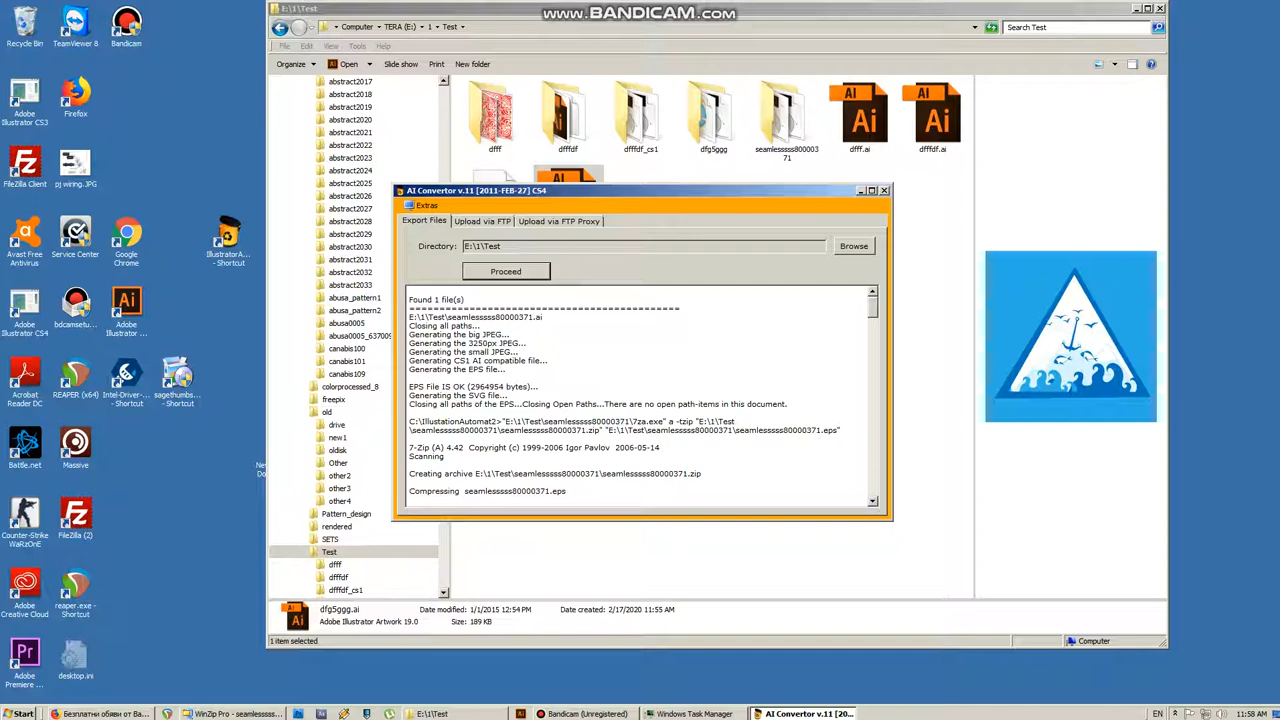 www.BANDICAM.com
E:\1\Test
Computer
TERA (E:)
1
Test
Search Test
File
Edit
View
Tools
Help
Organize
Open
Slide show
Print
New folder
abstract2017
abstract2018
abstract2019
abstract2020
abstract2021
abstract2022
abstract2023
abstract2024
abstract2025
abstract2026
abstract2027
abstract2028
abstract2029
abstract2030
abstract2031
abstract2032
abstract2033
abusa_pattern1
abusa_pattern2
abusa0005
abusa0005_637009
canabis100
canabis101
canabis109
colorprocessed_8
freepix
old
drive
new1
oldisk
Other
other2
other3
other4
Pattern_design
rendered
SETS
Test
dfff
dfffdf
dfffdf_cs1
dfff
dfffdf
dfffdf_cs1
dfg5ggg
seamlesssss800003
71
dfff.ai
dfffdf.ai
AI Convertor v.11 [2011-FEB-27] CS4
Extras
Export Files
Upload via FTP
Upload via FTP Proxy
Directory:
E:\1\Test
Browse
Proceed
Found 1 file(s)
=============================================
E:\1\Test\seamlesssss80000371.ai
Closing all paths...
Generating the big JPEG...
Generating the 3250px JPEG...
Generating the small JPEG...
Generating CS1 AI compatible file...
Generating the EPS file...
EPS File IS OK (2964954 bytes)...
Generating the SVG file...
Closing all paths of the EPS...Closing Open Paths...There are no open path-items in this document.
C:\IllustationAutomat2>"E:\1\Test\seamlesssss80000371\7za.exe" a -tzip "E:\1\Test
\seamlesssss80000371\seamlesssss80000371.zip" "E:\1\Test\seamlesssss80000371\seamlesssss80000371.eps"
7-Zip (A) 4.42 Copyright (c) 1999-2006 Igor Pavlov 2006-05-14
Scanning
Creating archive E:\1\Test\seamlesssss80000371\seamlesssss80000371.zip
Compressing seamlesssss80000371.eps
dfg5ggg.ai
Date modified: 1/1/2015 12:54 PM
Date created: 2/17/2020 11:55 AM
Adobe Illustrator Artwork 19.0
Size: 189 KB
1 item selected
Computer
Recycle Bin
TeamViewer 8
Bandicam
Adobe
Illustrator CS3
Firefox
FileZilla Client
pj wiring.JPG
Avast Free
Antivirus
Service Center
Google
Chrome
IllustratorA...
- Shortcut
Adobe
Illustrator CS4
bdcamsetu...
Adobe
Illustrator ...
Acrobat
Reader DC
REAPER (x64)
Intel-Driver-...
- Shortcut
sagethumbs...
- Shortcut
Battle.net
Massive
Counter-Strike
WaRzOnE
FileZilla (2)
Adobe
Creative Cloud
reaper.exe -
Shortcut
Adobe
Premiere ...
desktop.ini
Start
Безплатни обяви от Ba...
WinZip Pro - seamlesssss...
E:\1\Test
Bandicam (Unregistered)
Windows Task Manager
AI Convertor v.11 [20...
EN
11:58 AM